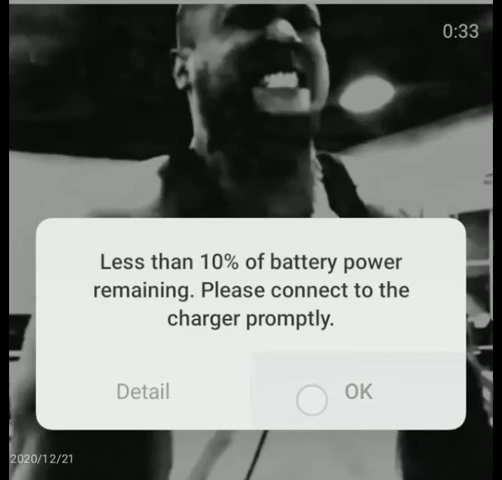 0:33
Less than 10% of battery power
remaining. Please connect to the
charger promptly.
Detail
OK
2020/12/21